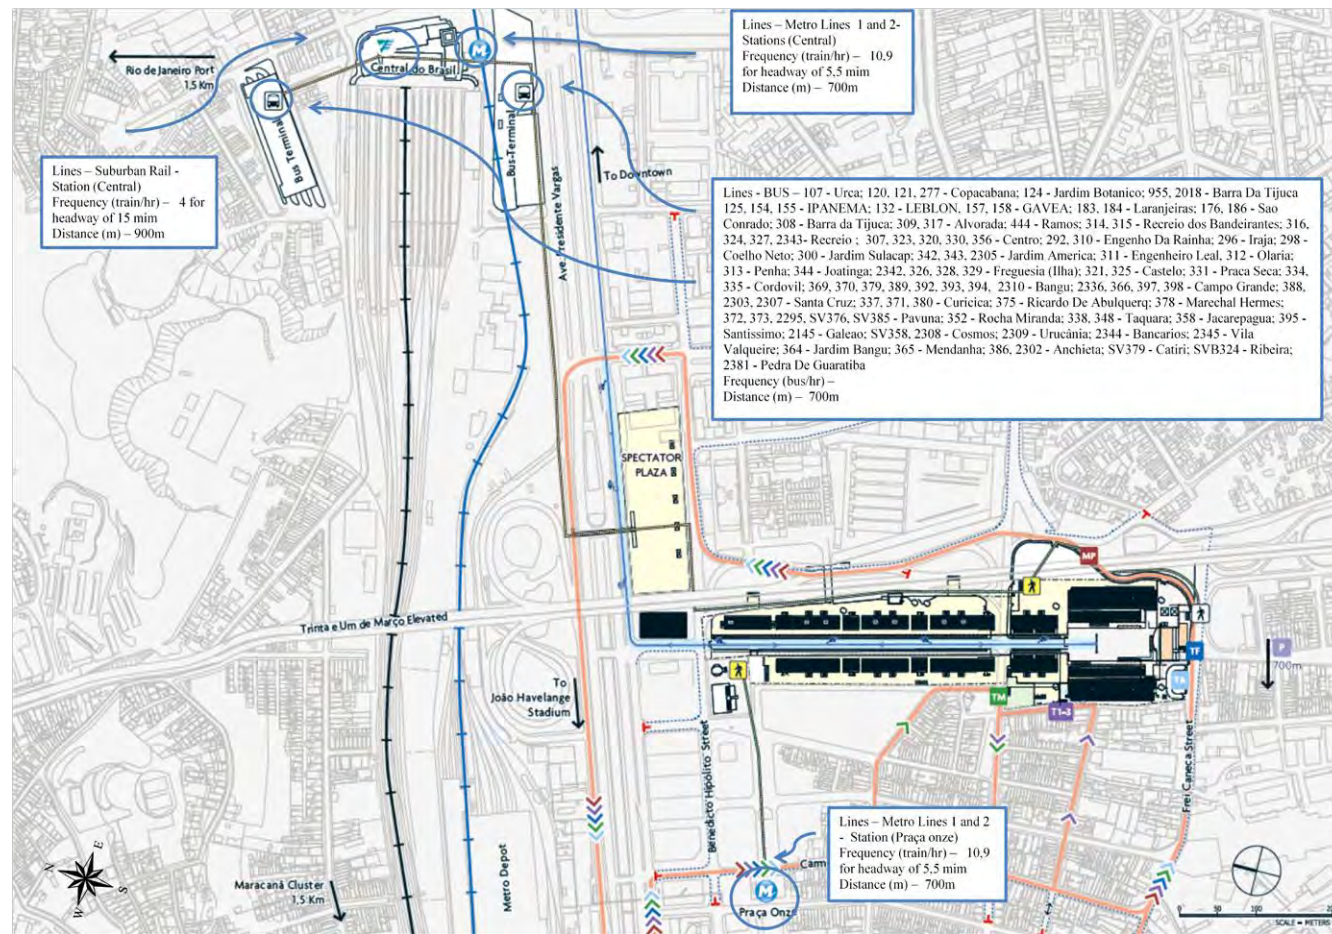 Lines – Metro Lines 1 and 2-
Stations (Central)
Frequency (train/hr) – 10,9
for headway of 5,5 mim
Distance (m) – 700m
Rio de Janeiro Port
1,5 Km
Central do Brasil
M
Bus Terminal
Bus-Terminal
Ave. Presidente Vargas
To Downtown
Lines – Suburban Rail -
Station (Central)
Frequency (train/hr) – 4 for
headway of 15 mim
Distance (m) – 900m
Lines - BUS – 107 - Urca; 120, 121, 277 - Copacabana; 124 - Jardim Botanico; 955, 2018 - Barra Da Tijuca
125, 154, 155 - IPANEMA; 132 - LEBLON, 157, 158 - GAVEA; 183, 184 - Laranjeiras; 176, 186 - Sao
Conrado; 308 - Barra da Tijuca; 309, 317 - Alvorada; 444 - Ramos; 314, 315 - Recreio dos Bandeirantes; 316,
324, 327, 2343- Recreio ; 307, 323, 320, 330, 356 - Centro; 292, 310 - Engenho Da Rainha; 296 - Iraja; 298 -
Coelho Neto; 300 - Jardim Sulacap; 342, 343, 2305 - Jardim America; 311 - Engenheiro Leal, 312 - Olaria;
313 - Penha; 344 - Joatinga; 2342, 326, 328, 329 - Freguesia (Ilha); 321, 325 - Castelo; 331 - Praca Seca; 334,
335 - Cordovil; 369, 370, 379, 389, 392, 393, 394, 2310 - Bangu; 2336, 366, 397, 398 - Campo Grande; 388,
2303, 2307 - Santa Cruz; 337, 371, 380 - Curicica; 375 - Ricardo De Abulquerq; 378 - Marechal Hermes;
372, 373, 2295, SV376, SV385 - Pavuna; 352 - Rocha Miranda; 338, 348 - Taquara; 358 - Jacarepagua; 395 -
Santissimo; 2145 - Galeao; SV358, 2308 - Cosmos; 2309 - Urucânia; 2344 - Bancarios; 2345 - Vila
Valqueire; 364 - Jardim Bangu; 365 - Mendanha; 386, 2302 - Anchieta; SV379 - Catiri; SVB324 - Ribeira;
2381 - Pedra De Guaratiba
Frequency (bus/hr) –
Distance (m) – 700m
SPECTATOR
PLAZA
MP
Trinta e Um de Março Elevated
TF
P
700m
TA
To
João Havelange
Stadium
TM
T1-3
Benedicto Hipólito Street
Frei Caneca Street
Lines – Metro Lines 1 and 2
- Station (Praça onze)
Frequency (train/hr) – 10,9
for headway of 5,5 mim
Distance (m) – 700m
N
E
S
W
Maracanã Cluster
1,5 Km
Metro Depot
M
Praça Onz
0
50
100
SCALE = METERS